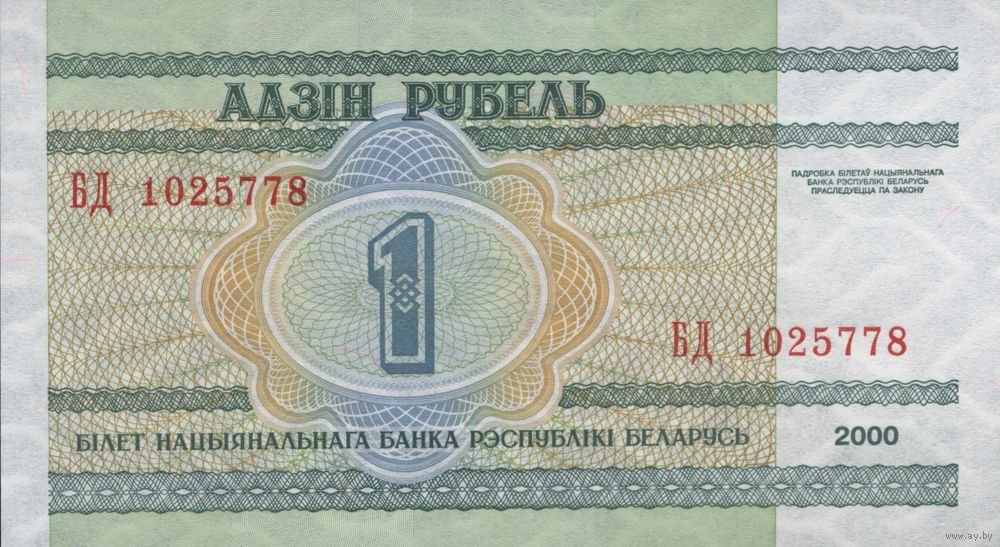 АДЗІН РУБЕЛЬ
БД 1025778
ПАДРОБКА БІЛЕТАЎ НАЦЫЯНАЛЬНАГА
БАНКА РЭСПУБЛІКІ БЕЛАРУСЬ
ПРАСЛЕДУЕЦЦА ПА ЗАКОНУ
1
БД 1025778
БІЛЕТ НАЦЫЯНАЛЬНАГА БАНКА РЭСПУБЛІКІ БЕЛАРУСЬ
2000
www.ay.by